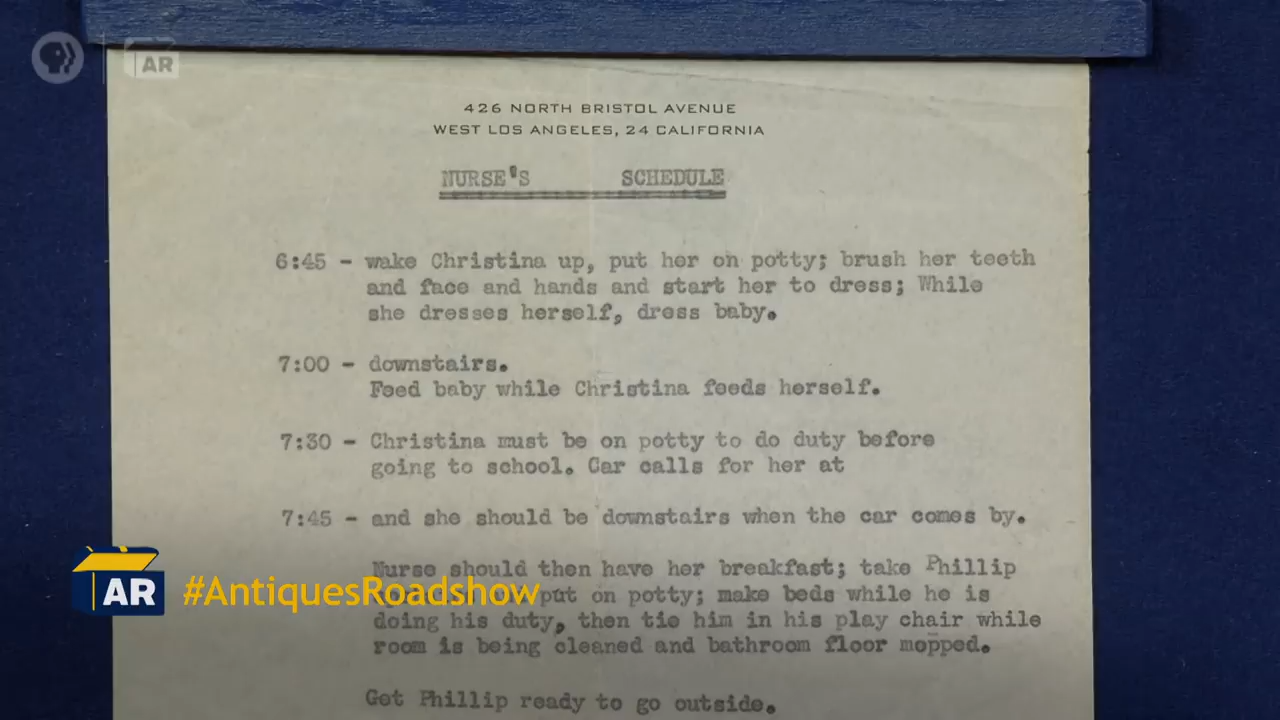 AR
426 NORTH BRISTOL AVENUE
WEST LOS ANGELES, 24 CALIFORNIA
NURSE'S SCHEDULE
6:45 - wake Christina up, put her on potty; brush her teeth
and face and hands and start her to dress; While
she dresses herself, dress baby.
7:00 - downstairs.
Feed baby while Christina feeds herself.
7:30 - Christina must be on potty to do duty before
going to school. Car calls for her at
7:45 - and she should be downstairs when the car comes by.
Nurse should then have her breakfast; take Phillip
put on potty; make beds while he is
doing his duty, then tie him in his play chair while
room is being cleaned and bathroom floor mopped.
Get Phillip ready to go outside.
AR #AntiquesRoadshow